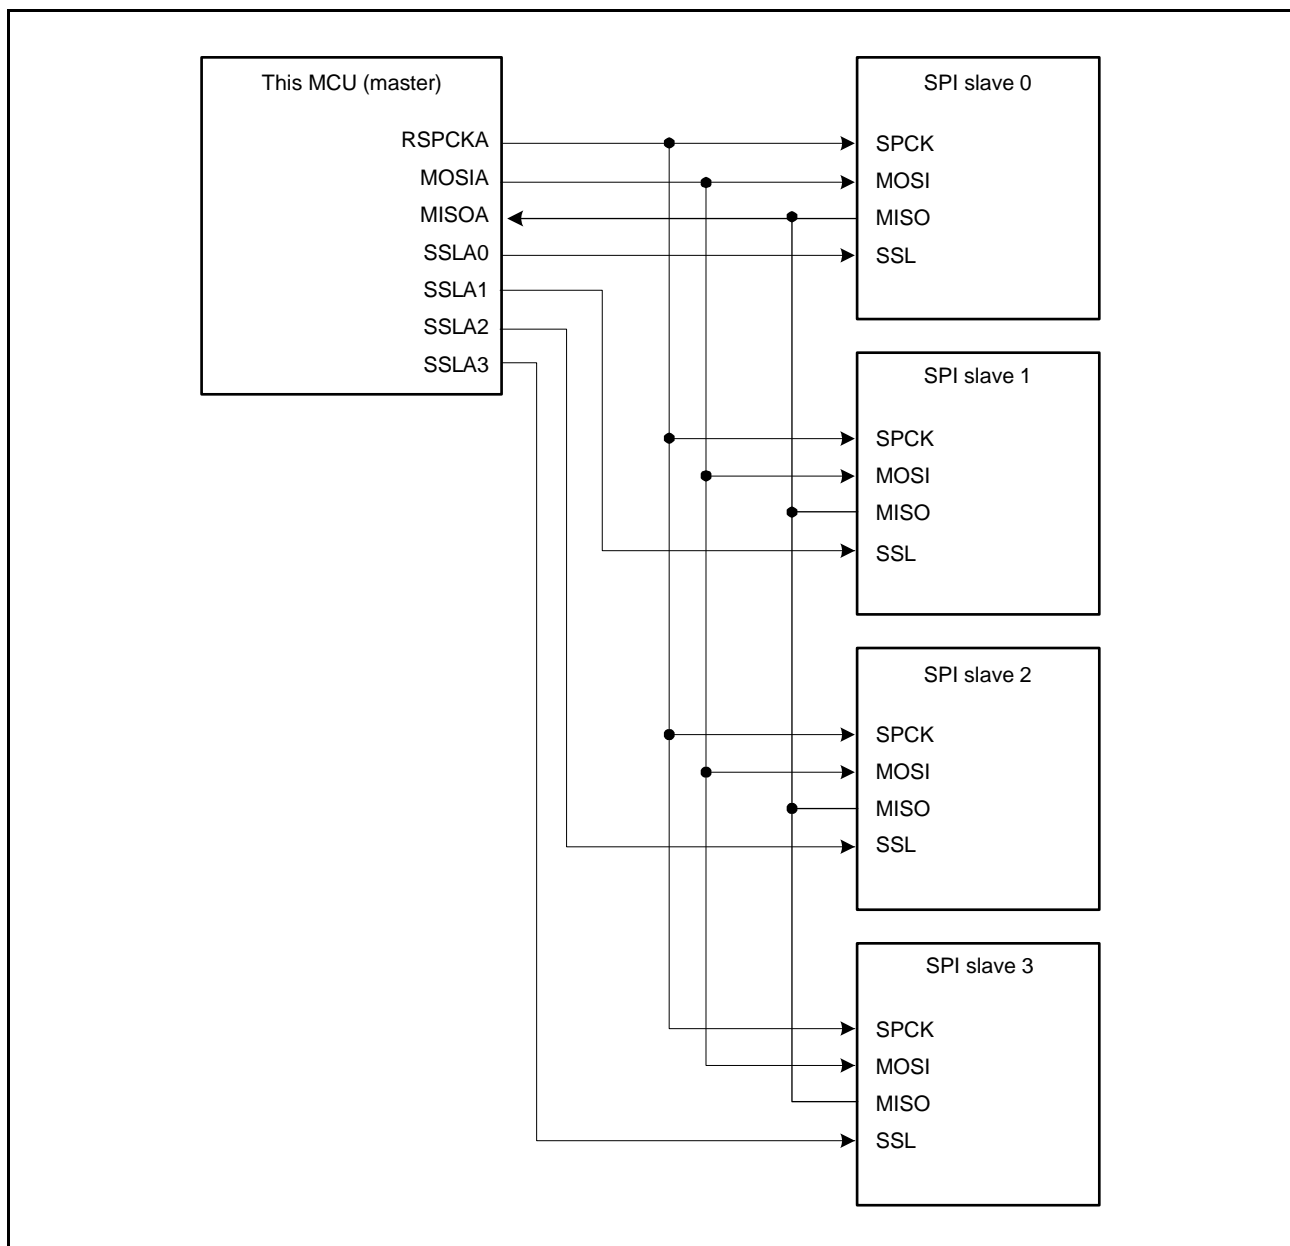 This MCU (master)
RSPCKA
MOSIA
MISOA
SSLA0
SSLA1
SSLA2
SSLA3
SPI slave 0
SPCK
MOSI
MISO
SSL
SPI slave 1
SPCK
MOSI
MISO
SSL
SPI slave 2
SPCK
MOSI
MISO
SSL
SPI slave 3
SPCK
MOSI
MISO
SSL